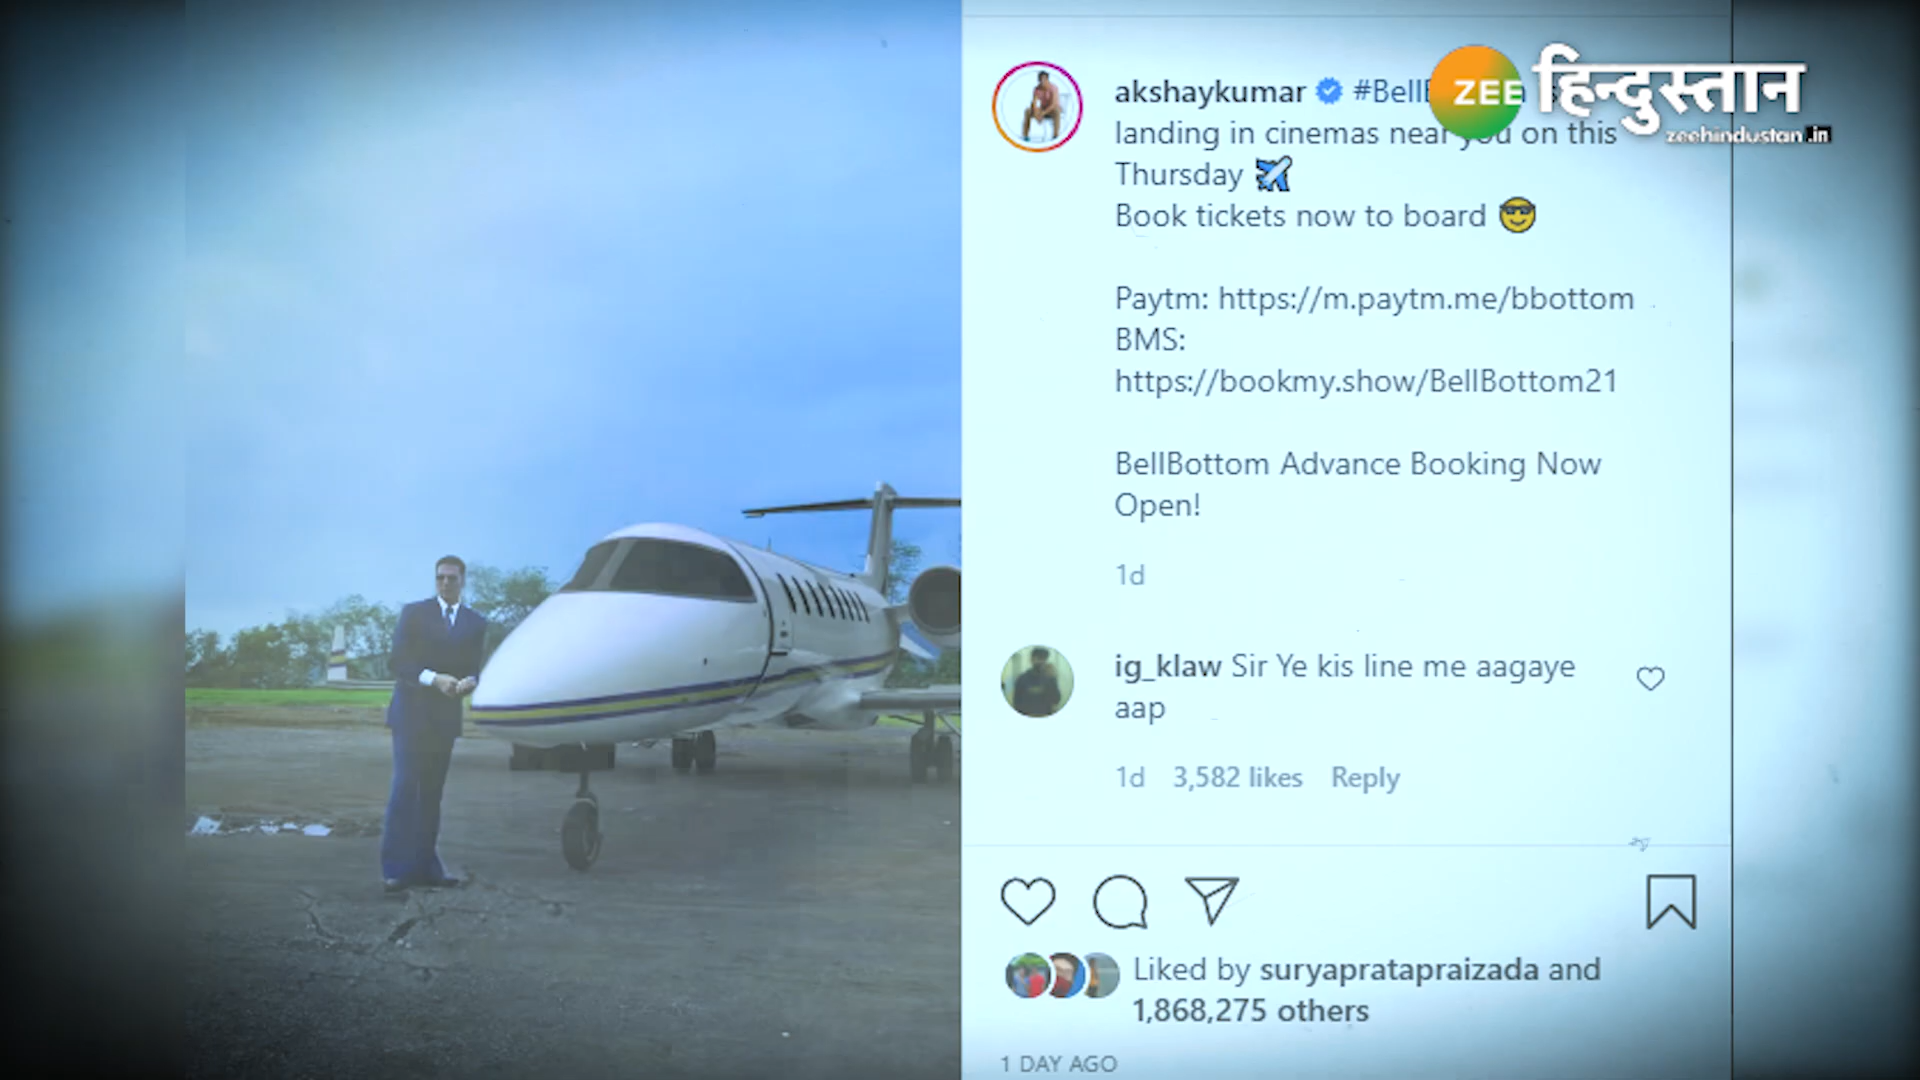 akshaykumar #Bell
landing in cinemas near you on this
Thursday
Book tickets now to board
Paytm: https://m.paytm.me/bbottom
BMS:
https://bookmy.show/BellBottom21
BellBottom Advance Booking Now
Open!
1d
ig_klaw Sir Ye kis line me aagaye
aap
1d 3,582 likes Reply
Liked by suryapratapraizada and
1,868,275 others
1 DAY AGO
ZEE हिन्दुस्तान
zeehindustan.in